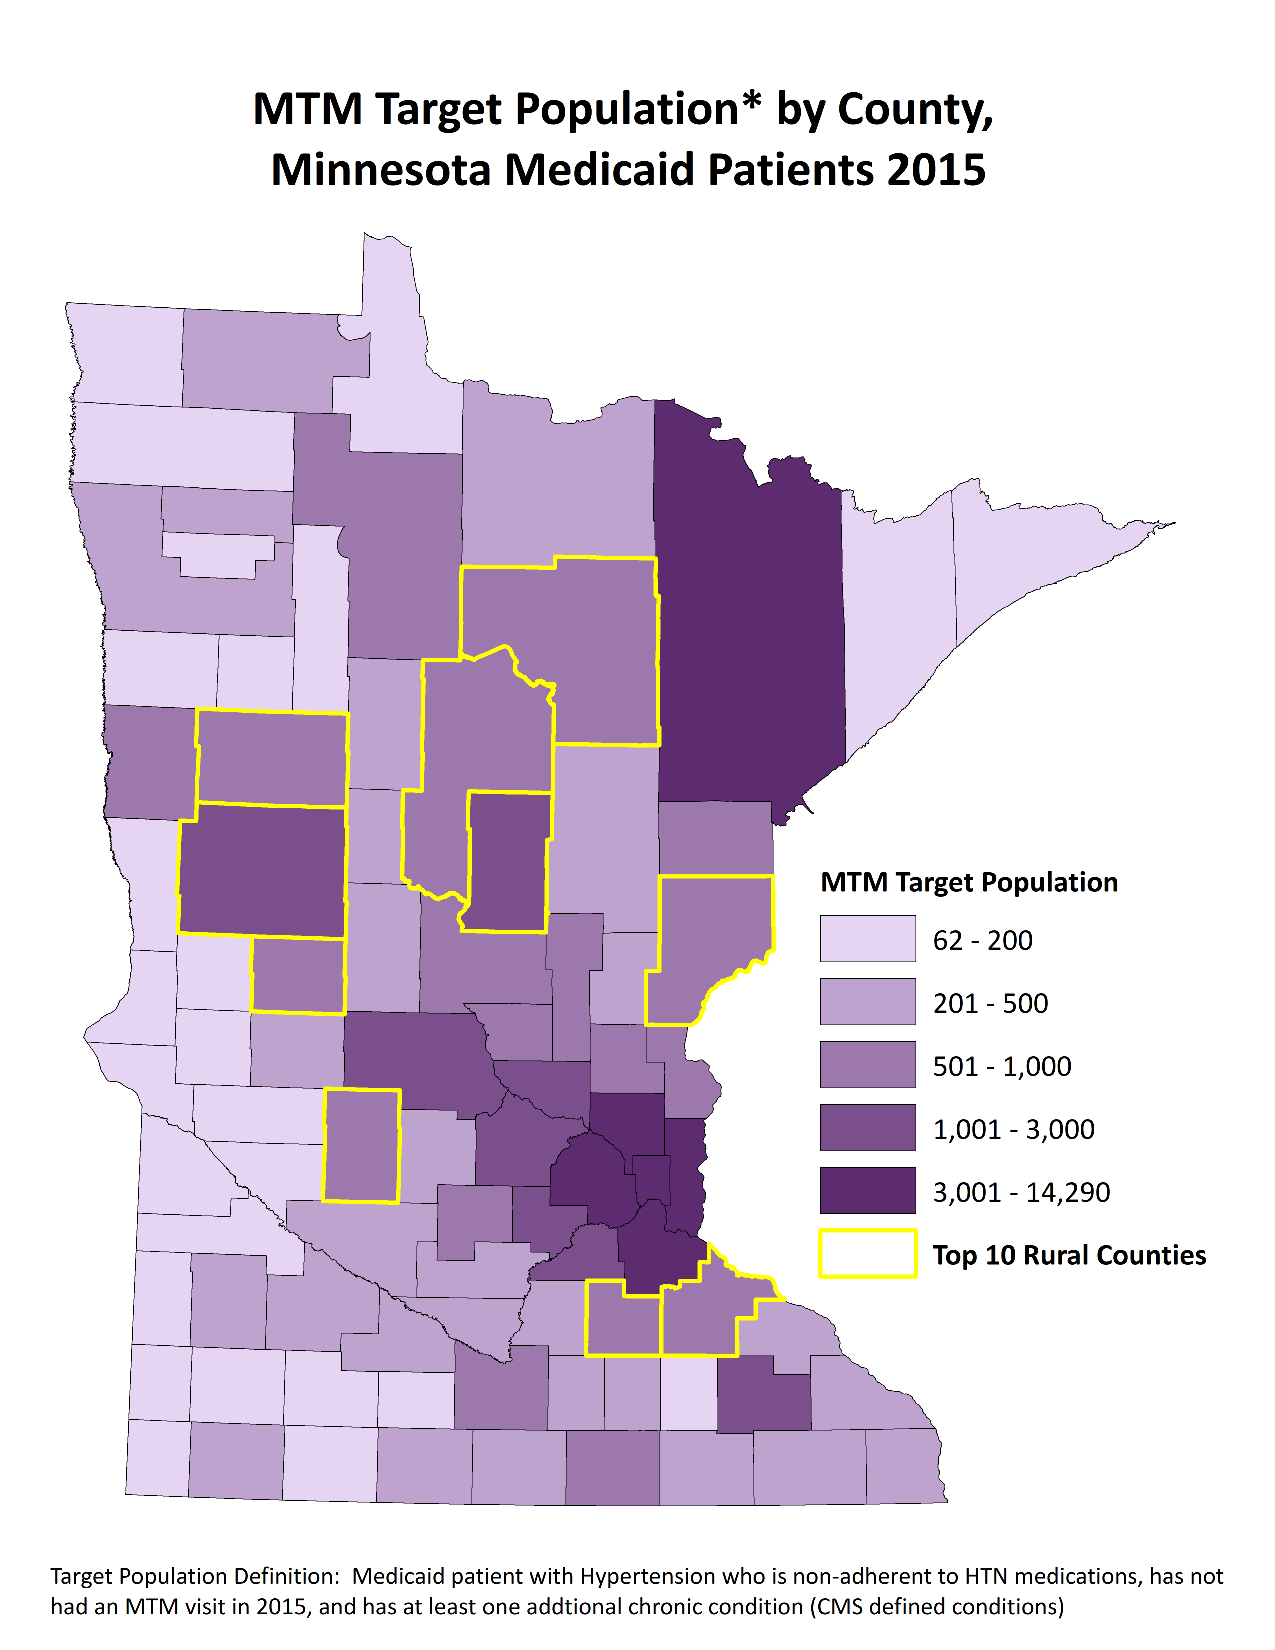 MTM Target Population* by County,
Minnesota Medicaid Patients 2015
MTM Target Population
62 - 200
201 - 500
501 - 1,000
1,001 - 3,000
3,001 - 14,290
Top 10 Rural Counties
Target Population Definition:  Medicaid patient with Hypertension who is non-adherent to HTN medications, has not
had an MTM visit in 2015, and has at least one addtional chronic condition (CMS defined conditions)